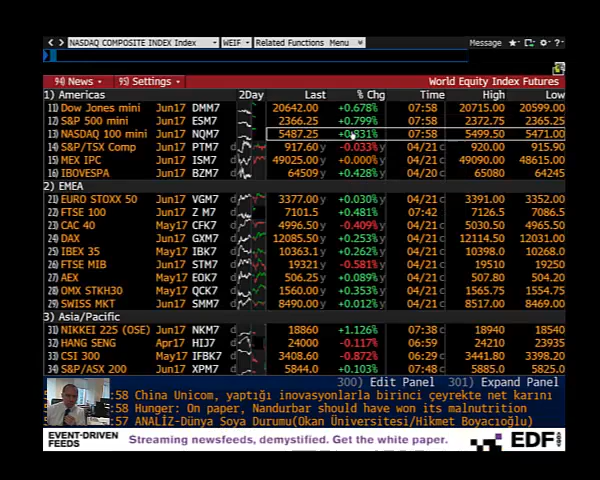 NASDAQ COMPOSITE INDEX Index WEIF Related Functions Menu Message
94) News 95) Settings World Equity Index Futures
1) Americas 2Day Last % Chg Time High Low
11) Dow Jones mini Jun17 DMM7 20642.00 +0.678% 07:58 20715.00 20599.00
12) S&P 500 mini Jun17 ESM7 2366.25 +0.799% 07:58 2372.75 2365.25
13) NASDAQ 100 mini Jun17 NQM7 5487.25 +0.831% 07:58 5499.50 5471.00
14) S&P/TSX Comp Jun17 PTM7 d 917.60 y -0.033% 04/21 c 920.00 915.90
15) MEX IPC Jun17 ISM7 d 49025.00 y +0.000% 04/21 c 49090.00 48615.00
16) IBOVESPA Jun17 BZM7 d 64509 y +0.428% 04/20 c 65080 64245
2) EMEA
21) EURO STOXX 50 Jun17 VGM7 d 3377.00 y +0.030% 04/21 c 3391.00 3352.00
22) FTSE 100 Jun17 Z M7 d 7101.5 +0.481% 07:42 7126.5 7086.5
23) CAC 40 May17 CFK7 d 4996.50 y -0.409% 04/21 c 5030.50 4965.50
24) DAX Jun17 GXM7 d 12085.50 y +0.253% 04/21 c 12114.50 12031.00
25) IBEX 35 May17 IBK7 d 10363.1 y +0.262% 04/21 c 10398.0 10268.0
26) FTSE MIB Jun17 STM7 d 19321 y -0.581% 04/21 c 19510 19250
27) AEX May17 EOK7 d 506.25 y +0.089% 04/21 c 507.80 504.20
28) OMX STKH30 May17 QCK7 d 1560.00 y +0.353% 04/21 c 1565.75 1554.75
29) SWISS MKT Jun17 SMM7 d 8490.00 y +0.012% 04/21 c 8517.00 8469.00
3) Asia/Pacific
31) NIKKEI 225 (OSE) Jun17 NKM7 d 18860 +1.126% 07:38 c 18940 18540
32) HANG SENG Apr17 HIJ7 d 24000 -0.117% 06:59 c 24210 23935
33) CSI 300 May17 IFBK7 d 3408.60 -0.872% 06:29 c 3441.80 3398.20
34) S&P/ASX 200 Jun17 XPM7 d 5844.0 +0.103% 07:48 c 5885.0 5822.0
300) Edit Panel 301) Expand Panel
:58 China Unicom, yaptığı inovasyonlarla birinci çeyrekte net karını
:58 Hunger: On paper, Nandurbar should have won its malnutrition
:57 ANALİZ-Dünya Soya Durumu(Okan Üniversitesi/Hikmet Boyacıoğlu)
EVENT-DRIVEN FEEDS Streaming newsfeeds, demystified. Get the white paper. EDF